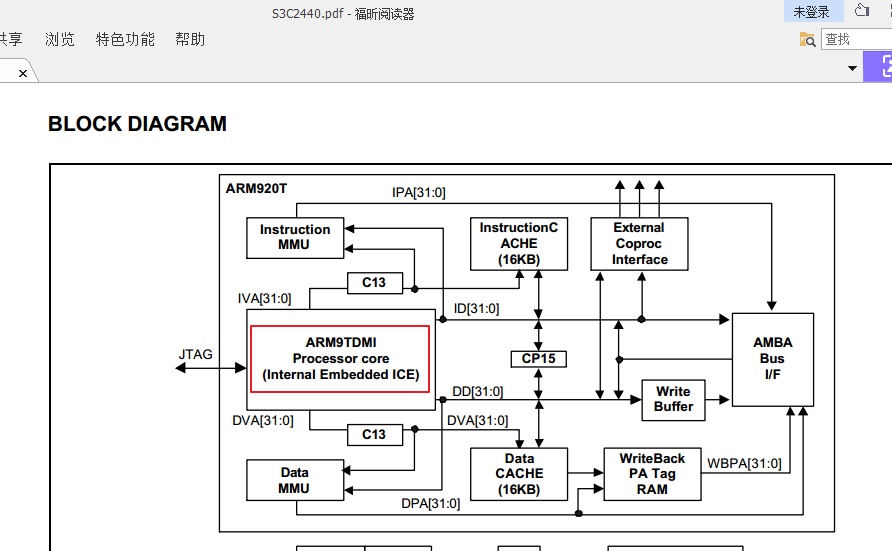 S3C2440.pdf - 福昕阅读器
未登录
共享 浏览 特色功能 帮助
查找
BLOCK DIAGRAM
ARM920T
IPA[31:0]
Instruction
MMU
InstructionC
ACHE
(16KB)
External
Coproc
Interface
C13
IVA[31:0]
ID[31:0]
ARM9TDMI
Processor core
(Internal Embedded ICE)
JTAG
CP15
AMBA
Bus
I/F
DD[31:0]
Write
Buffer
DVA[31:0]
C13
DVA[31:0]
Data
MMU
Data
CACHE
(16KB)
WriteBack
PA Tag
RAM
WBPA[31:0]
DPA[31:0]